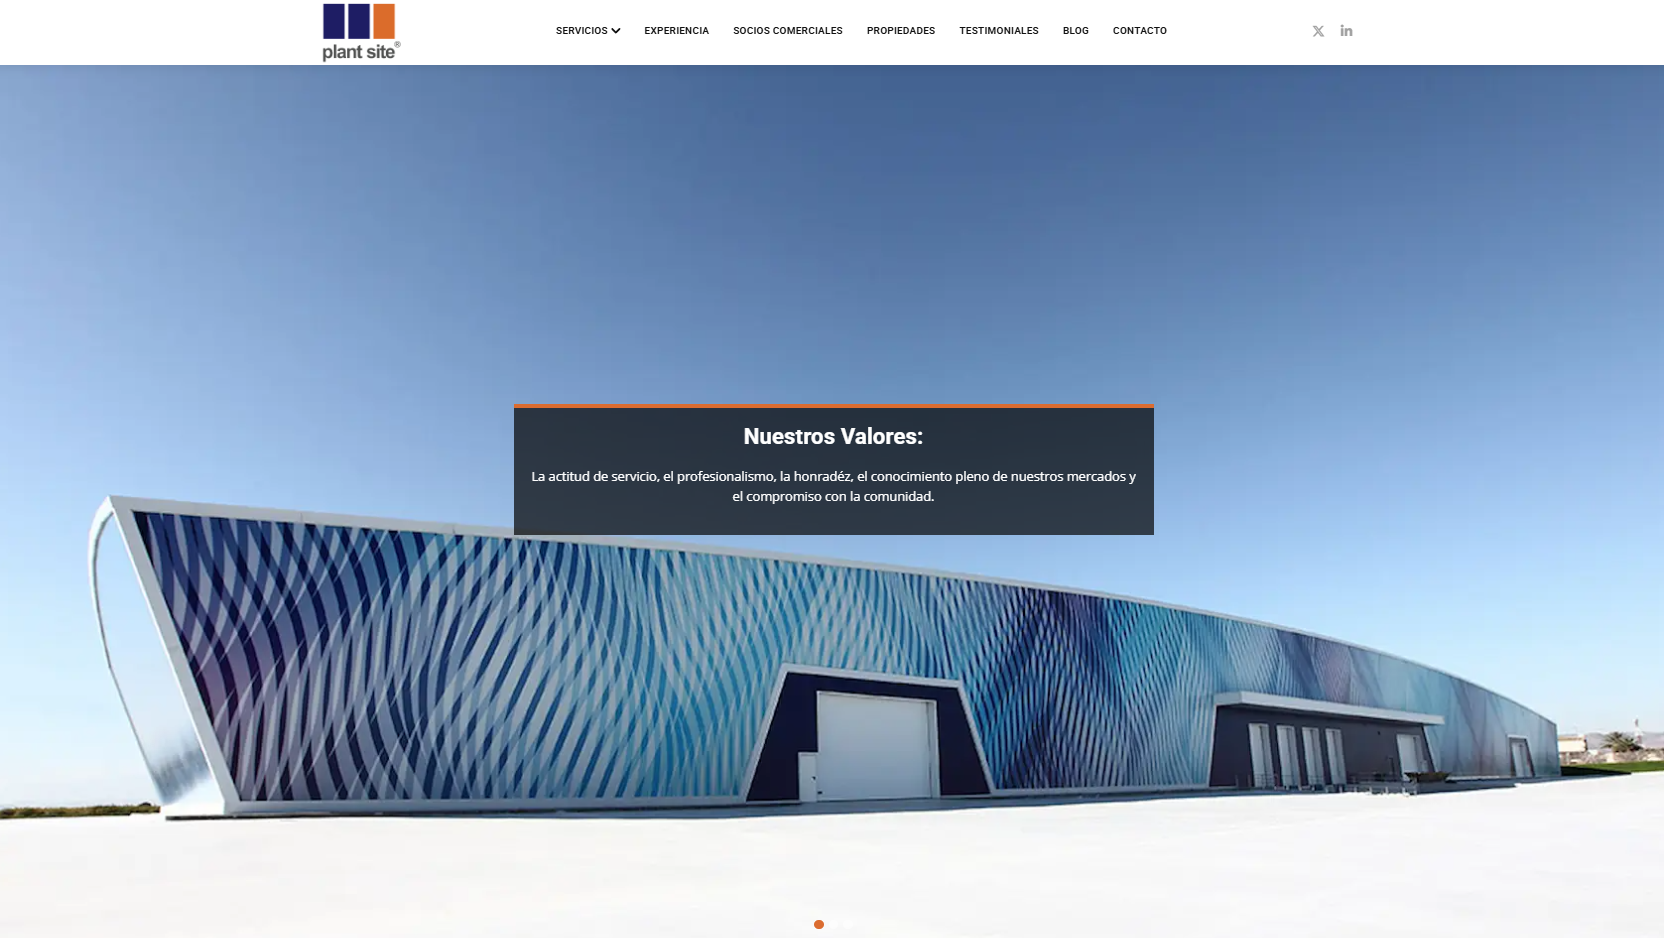 plant site®
SERVICIOS
EXPERIENCIA
SOCIOS COMERCIALES
PROPIEDADES
TESTIMONIALES
BLOG
CONTACTO
Nuestros Valores:
La actitud de servicio, el profesionalismo, la honradéz, el conocimiento pleno de nuestros mercados y
el compromiso con la comunidad.